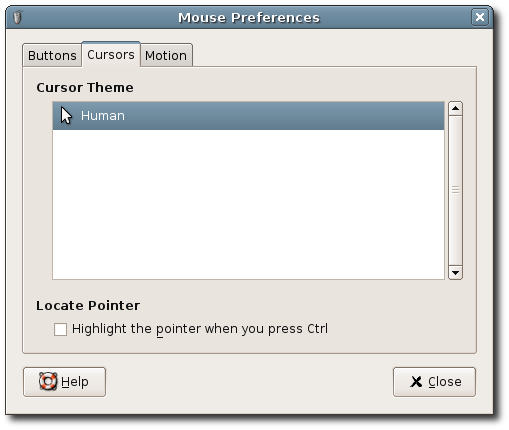 Mouse Preferences
Buttons Cursors Motion
Cursor Theme
Human
Locate Pointer
Highlight the pointer when you press Ctrl
Help Close